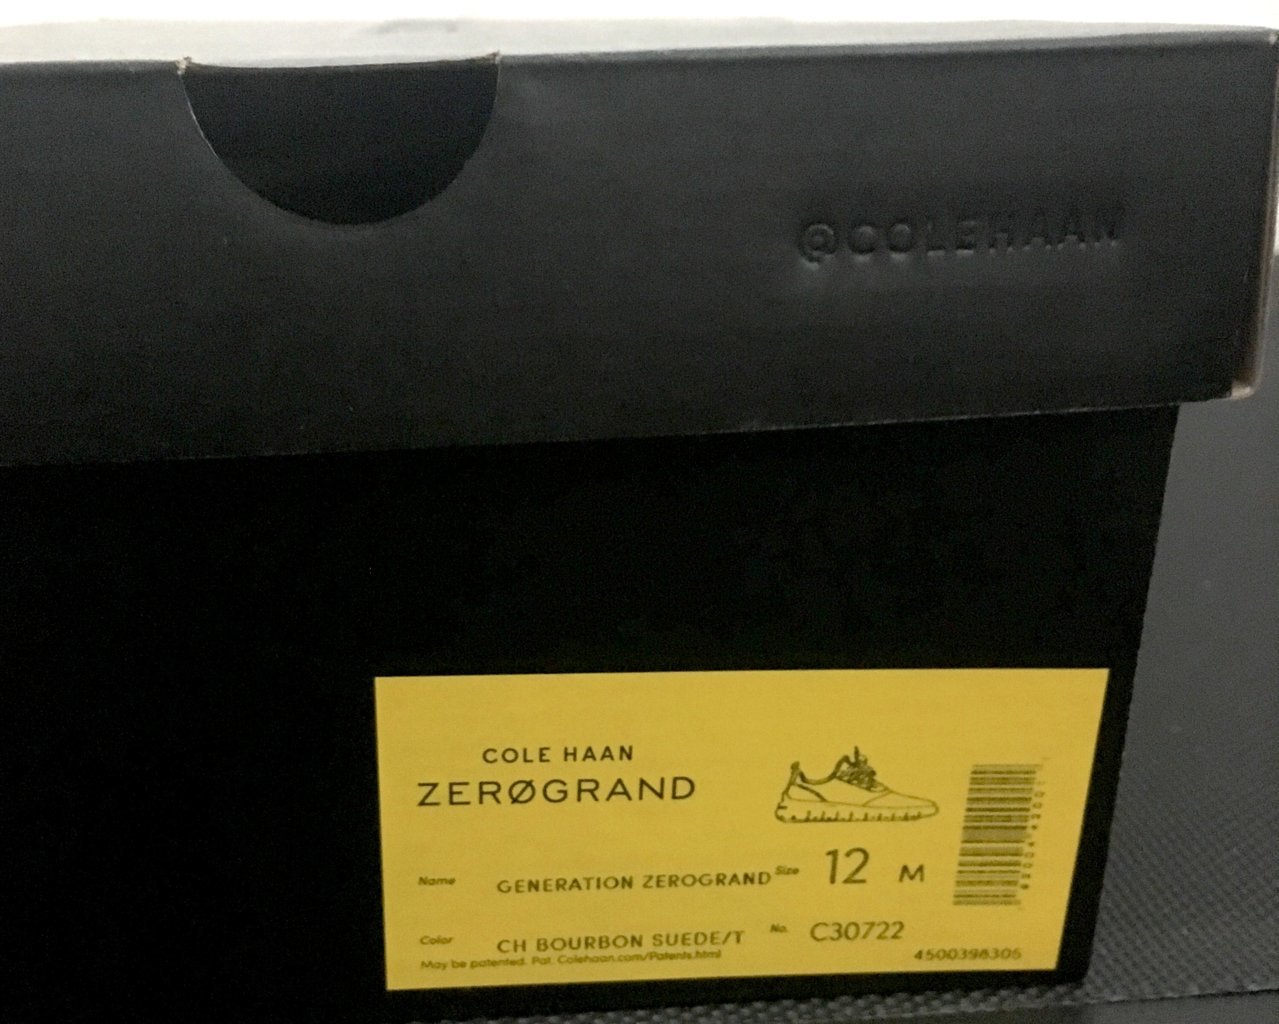 @COLEHAAN
COLE HAAN
ZERØGRAND
Name GENERATION ZEROGRAND Size 12 M
Color CH BOURBON SUEDE/T No. C30722
May be patented. Pat. Colehaan.com/Patents.html
4500398305